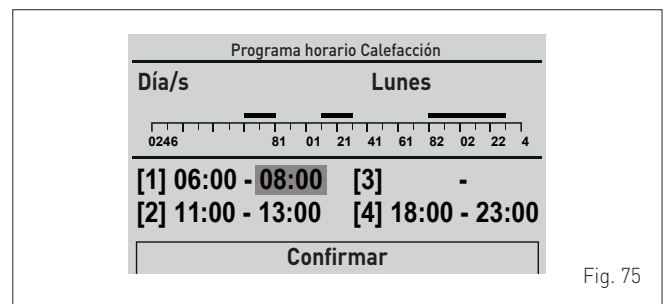 Programa horario Calefacción
Día/s Lunes
0246 81 01 21 41 61 82 02 22 4
[1] 06:00 - 08:00 [3] -
[2] 11:00 - 13:00 [4] 18:00 - 23:00
Confirmar
Fig. 75